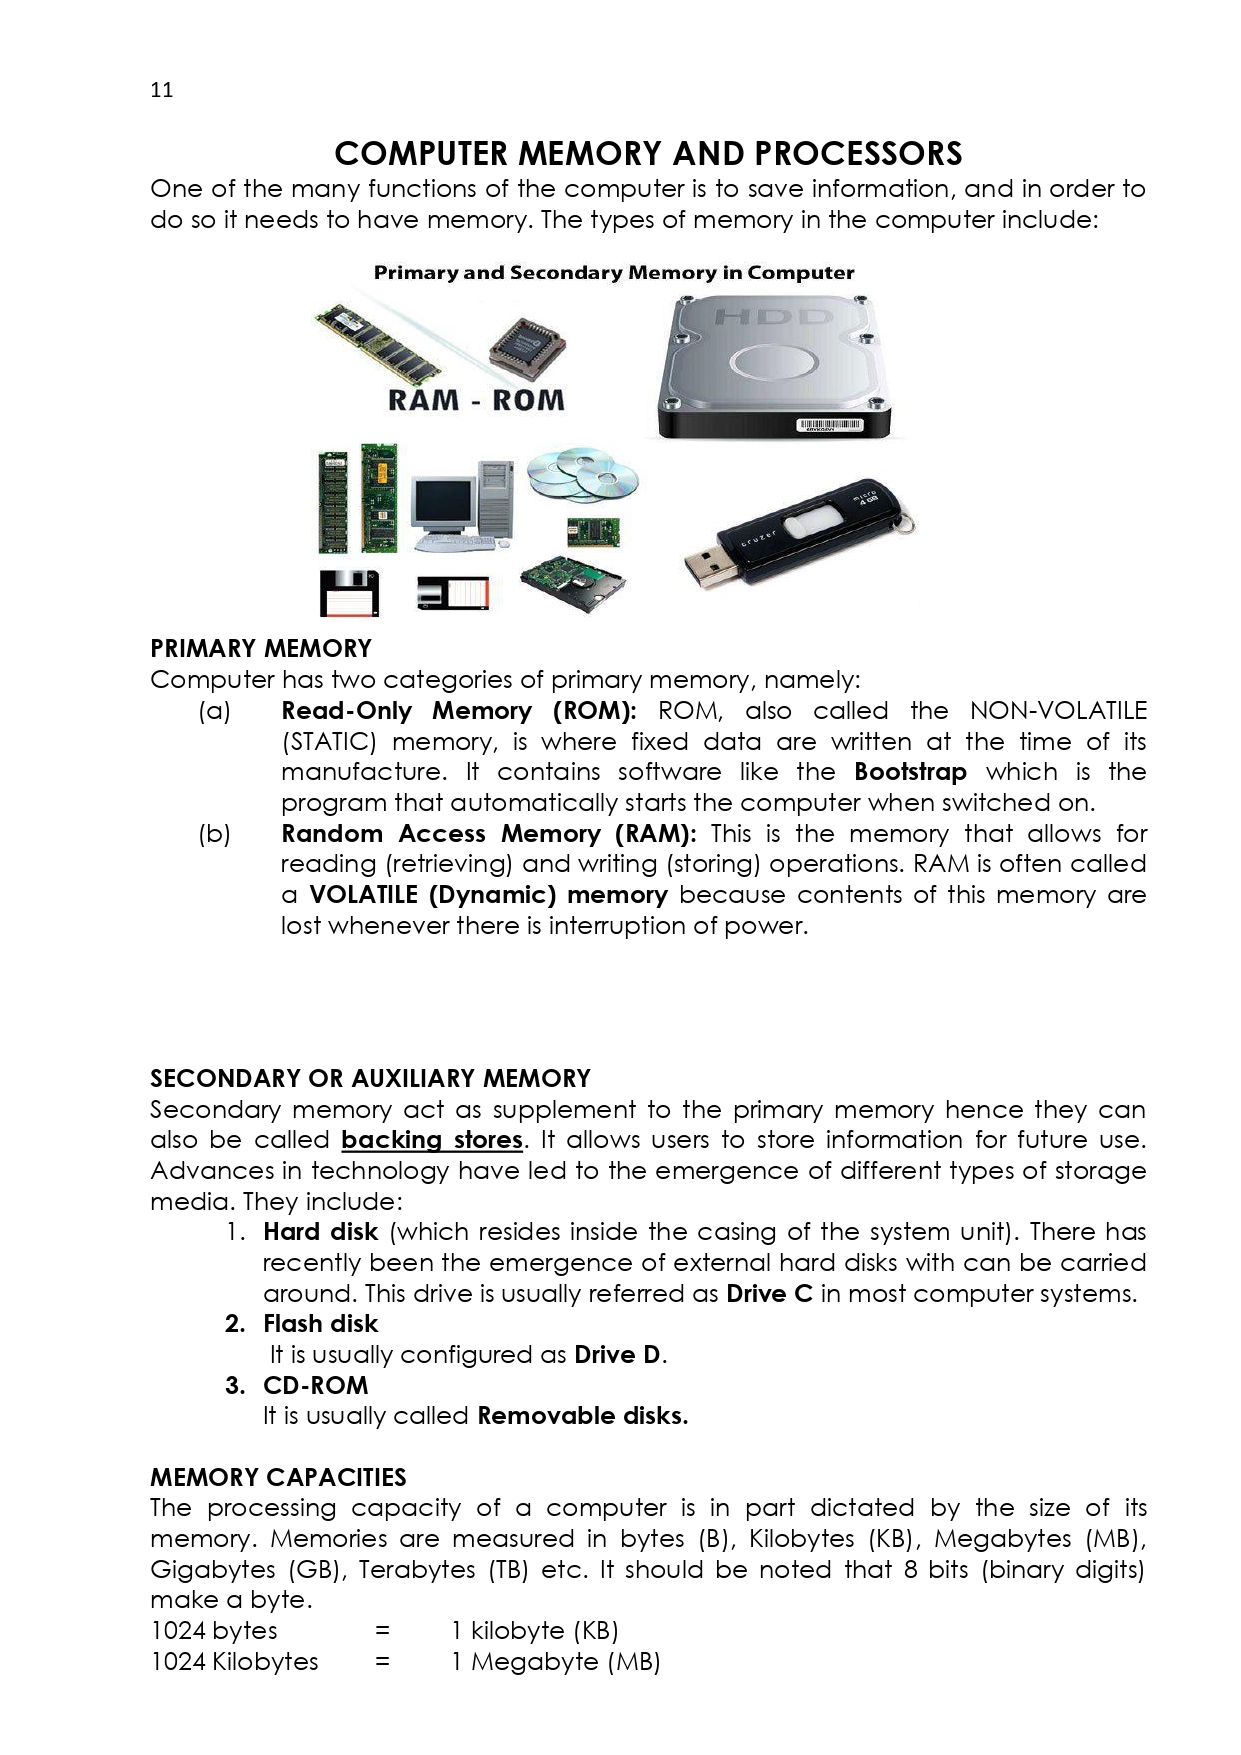 11
COMPUTER MEMORY AND PROCESSORS
One of the many functions of the computer is to save information, and in order to
do so it needs to have memory. The types of memory in the computer include:
Primary and Secondary Memory in Computer
HDD
RAM - ROM
micro
4 GB
cruzer
PRIMARY MEMORY
Computer has two categories of primary memory, namely:
(a) Read-Only Memory (ROM): ROM, also called the NON-VOLATILE
(STATIC) memory, is where fixed data are written at the time of its
manufacture. It contains software like the Bootstrap which is the
program that automatically starts the computer when switched on.
(b) Random Access Memory (RAM): This is the memory that allows for
reading (retrieving) and writing (storing) operations. RAM is often called
a VOLATILE (Dynamic) memory because contents of this memory are
lost whenever there is interruption of power.
SECONDARY OR AUXILIARY MEMORY
Secondary memory act as supplement to the primary memory hence they can
also be called backing stores. It allows users to store information for future use.
Advances in technology have led to the emergence of different types of storage
media. They include:
1. Hard disk (which resides inside the casing of the system unit). There has
recently been the emergence of external hard disks with can be carried
around. This drive is usually referred as Drive C in most computer systems.
2. Flash disk
It is usually configured as Drive D.
3. CD-ROM
It is usually called Removable disks.
MEMORY CAPACITIES
The processing capacity of a computer is in part dictated by the size of its
memory. Memories are measured in bytes (B), Kilobytes (KB), Megabytes (MB),
Gigabytes (GB), Terabytes (TB) etc. It should be noted that 8 bits (binary digits)
make a byte.
1024 bytes = 1 kilobyte (KB)
1024 Kilobytes = 1 Megabyte (MB)